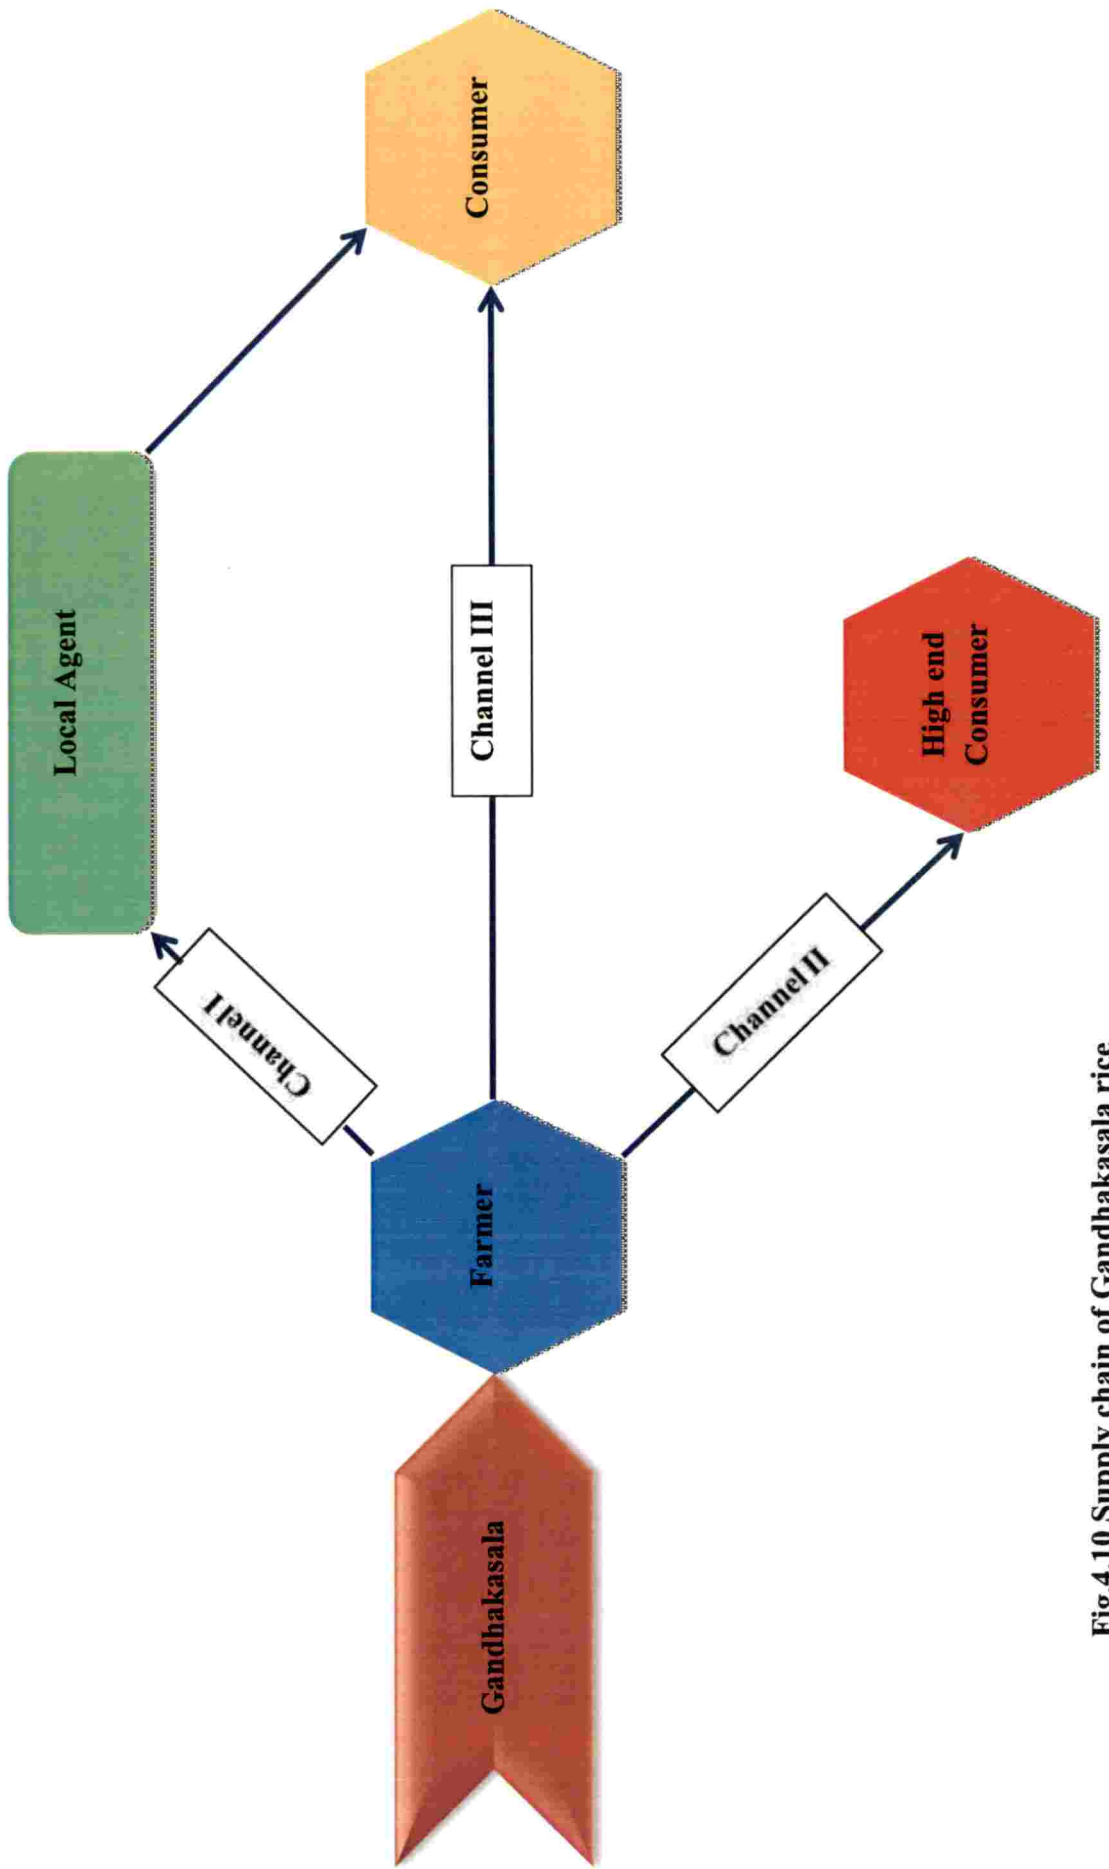 Local Agent
Consumer
Channel I
Channel III
Gandhakasala
Farmer
Channel II
High end
Consumer
Fig 4.10 Supply chain of Gandhakasala rice